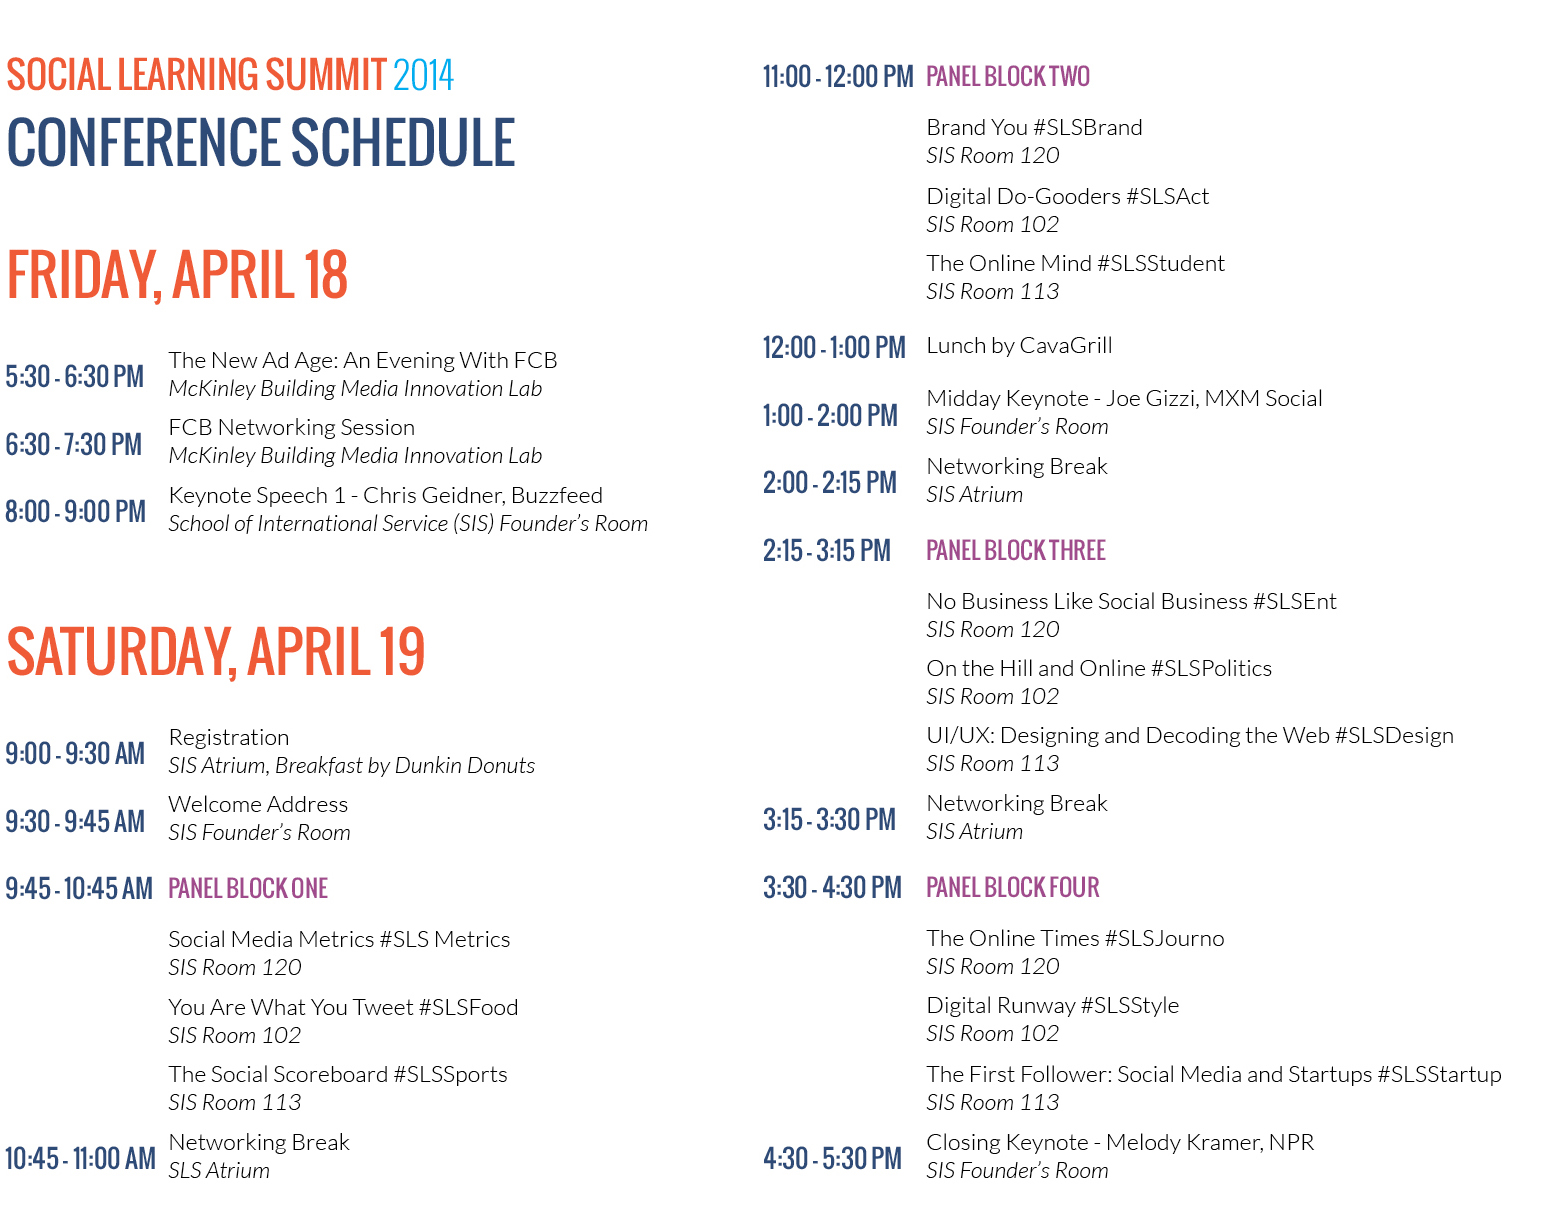 SOCIAL LEARNING SUMMIT 2014
CONFERENCE SCHEDULE
FRIDAY, APRIL 18
5:30 - 6:30 PM
The New Ad Age: An Evening With FCB
McKinley Building Media Innovation Lab
6:30 - 7:30 PM
FCB Networking Session
McKinley Building Media Innovation Lab
8:00 - 9:00 PM
Keynote Speech 1 - Chris Geidner, Buzzfeed
School of International Service (SIS) Founder’s Room
SATURDAY, APRIL 19
9:00 - 9:30 AM
Registration
SIS Atrium, Breakfast by Dunkin Donuts
9:30 - 9:45 AM
Welcome Address
SIS Founder’s Room
9:45 - 10:45 AM PANEL BLOCK ONE
Social Media Metrics #SLS Metrics
SIS Room 120
You Are What You Tweet #SLSFood
SIS Room 102
The Social Scoreboard #SLSSports
SIS Room 113
10:45 - 11:00 AM
Networking Break
SLS Atrium
11:00 - 12:00 PM PANEL BLOCK TWO
Brand You #SLSBrand
SIS Room 120
Digital Do-Gooders #SLSAct
SIS Room 102
The Online Mind #SLSStudent
SIS Room 113
12:00 - 1:00 PM Lunch by CavaGrill
1:00 - 2:00 PM
Midday Keynote - Joe Gizzi, MXM Social
SIS Founder’s Room
2:00 - 2:15 PM
Networking Break
SIS Atrium
2:15 - 3:15 PM PANEL BLOCK THREE
No Business Like Social Business #SLSEnt
SIS Room 120
On the Hill and Online #SLSPolitics
SIS Room 102
UI/UX: Designing and Decoding the Web #SLSDesign
SIS Room 113
3:15 - 3:30 PM
Networking Break
SIS Atrium
3:30 - 4:30 PM PANEL BLOCK FOUR
The Online Times #SLSJourno
SIS Room 120
Digital Runway #SLSStyle
SIS Room 102
The First Follower: Social Media and Startups #SLSStartup
SIS Room 113
4:30 - 5:30 PM
Closing Keynote - Melody Kramer, NPR
SIS Founder’s Room